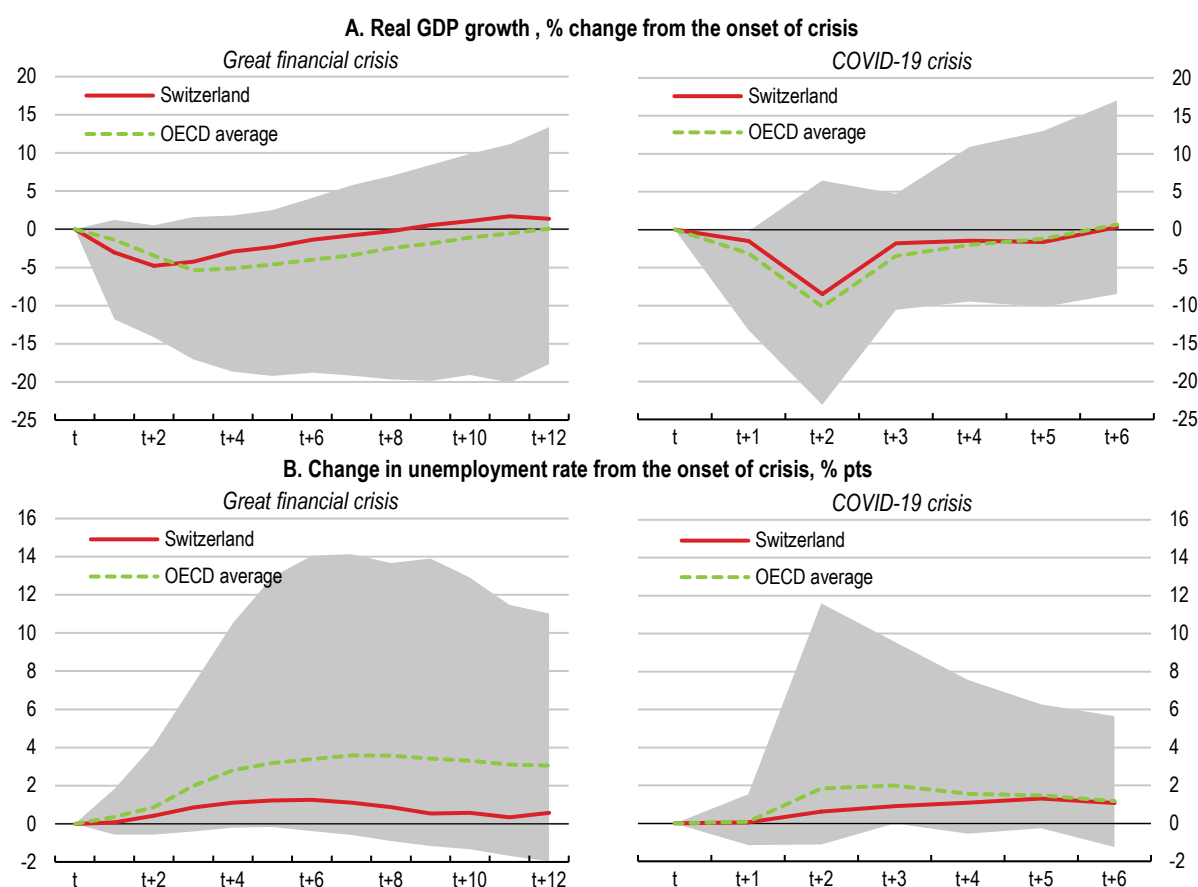 A. Real GDP growth , % change from the onset of crisis
Great financial crisis
COVID-19 crisis
Switzerland
OECD average
20
15
10
5
0
-5
-10
-15
-20
-25
t
t+2
t+4
t+6
t+8
t+10
t+12
Switzerland
OECD average
20
15
10
5
0
-5
-10
-15
-20
-25
t
t+1
t+2
t+3
t+4
t+5
t+6
B. Change in unemployment rate from the onset of crisis, % pts
Great financial crisis
COVID-19 crisis
Switzerland
OECD average
16
14
12
10
8
6
4
2
0
-2
t
t+2
t+4
t+6
t+8
t+10
t+12
Switzerland
OECD average
16
14
12
10
8
6
4
2
0
-2
t
t+1
t+2
t+3
t+4
t+5
t+6